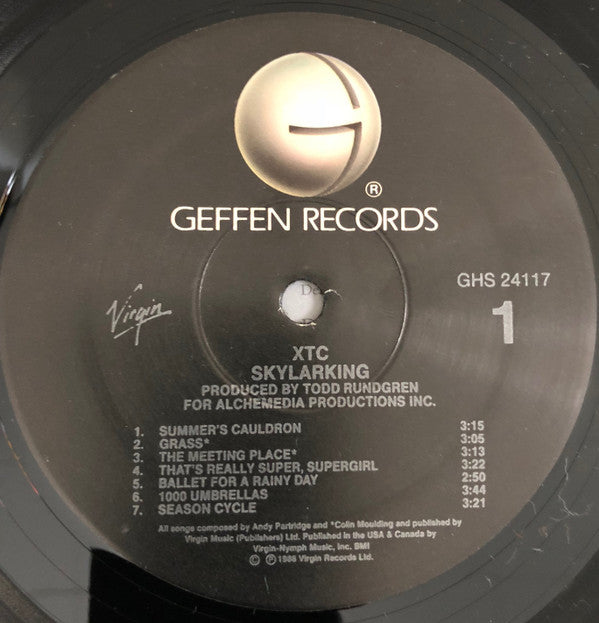 ®
GEFFEN RECORDS
GHS 24117
Virgin
1
XTC
SKYLARKING
PRODUCED BY TODD RUNDGREN
FOR ALCHEMEDIA PRODUCTIONS INC.
1. SUMMER'S CAULDRON 3:15
2. GRASS* 3:05
3. THE MEETING PLACE* 3:13
4. THAT'S REALLY SUPER, SUPERGIRL 3:22
5. BALLET FOR A RAINY DAY 2:50
6. 1000 UMBRELLAS 3:44
7. SEASON CYCLE 3:21
All songs composed by Andy Partridge and *Colin Moulding and published by
Virgin Music (Publishers) Ltd. Published in the USA & Canada by
Virgin-Nymph Music, Inc. BMI
© ℗ 1986 Virgin Records Ltd.